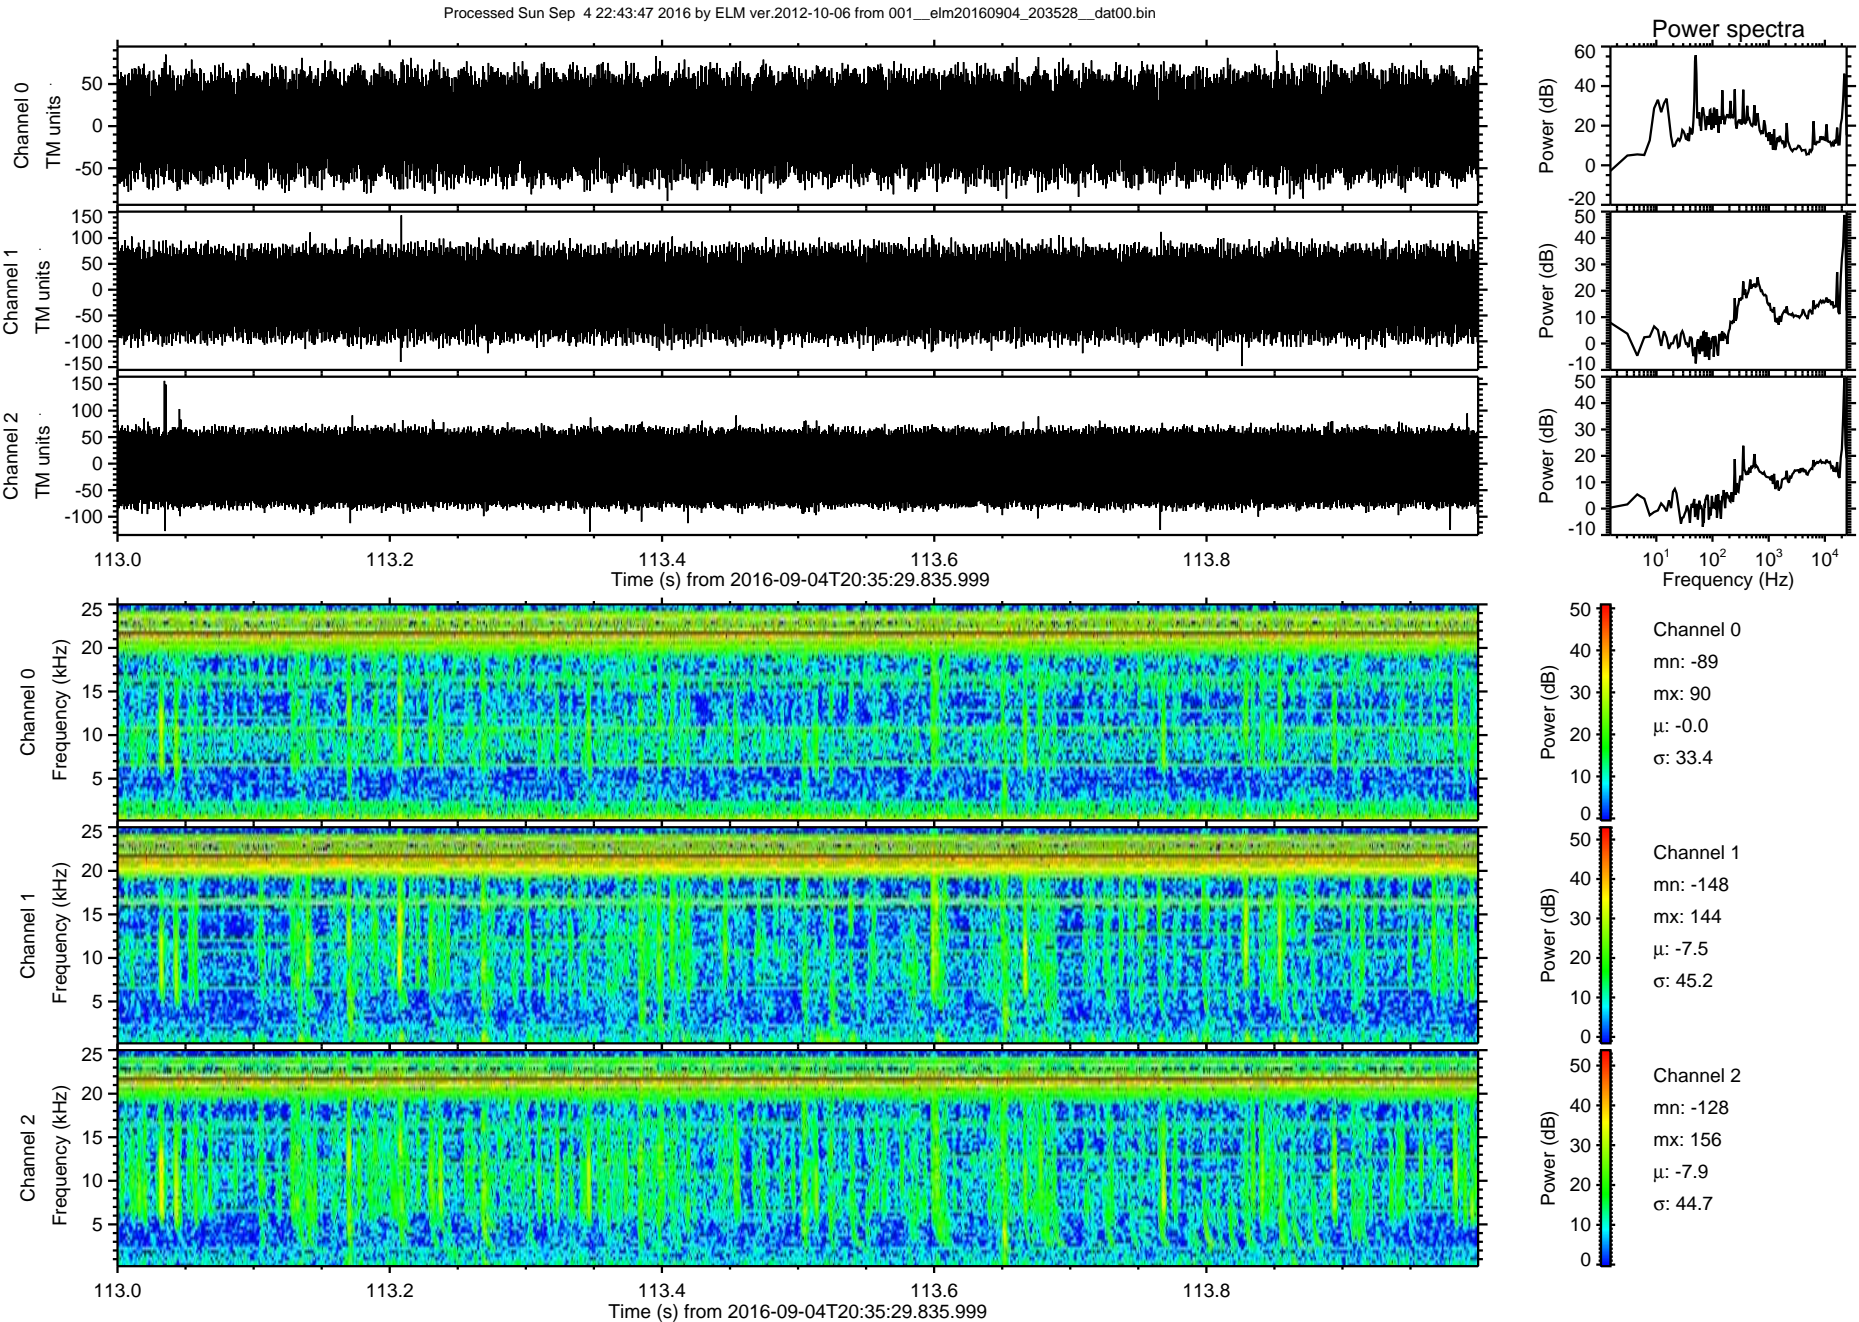 Processed Sun Sep  4 22:43:47 2016 by ELM ver.2012-10-06 from 001__elm20160904_203528__dat00.bin
Power spectra
Channel 0
TM units
50
0
-50
Power (dB)
60
40
20
0
-20
Channel 1
TM units
150
100
50
0
-50
-100
-150
Power (dB)
50
40
30
20
10
0
-10
Channel 2
TM units
150
100
50
0
-50
-100
Power (dB)
50
40
30
20
10
0
-10
113.0 113.2 113.4 113.6 113.8
Time (s) from 2016-09-04T20:35:29.835.999
10¹ 10² 10³ 10⁴
Frequency (Hz)
Channel 0
Frequency (kHz)
25
20
15
10
5
Power (dB)
50
40
30
20
10
0
Channel 0
mn: -89
mx: 90
μ: -0.0
σ: 33.4
Channel 1
Frequency (kHz)
25
20
15
10
5
Power (dB)
50
40
30
20
10
0
Channel 1
mn: -148
mx: 144
μ: -7.5
σ: 45.2
Channel 2
Frequency (kHz)
25
20
15
10
5
Power (dB)
50
40
30
20
10
0
Channel 2
mn: -128
mx: 156
μ: -7.9
σ: 44.7
113.0 113.2 113.4 113.6 113.8
Time (s) from 2016-09-04T20:35:29.835.999